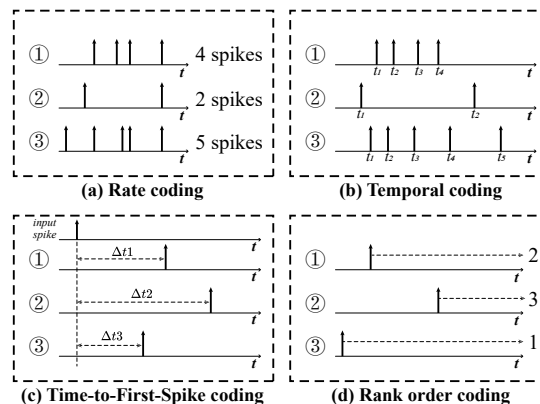 ① 4 spikes
t
② 2 spikes
t
③ 5 spikes
t
(a) Rate coding
①
t1 t2 t3 t4 t
②
t1 t2 t
③
t1 t2 t3 t4 t5 t
(b) Temporal coding
input
spike
t
① Δt1
t
② Δt2
t
③ Δt3
t
(c) Time-to-First-Spike coding
① 2
t
② 3
t
③ 1
t
(d) Rank order coding